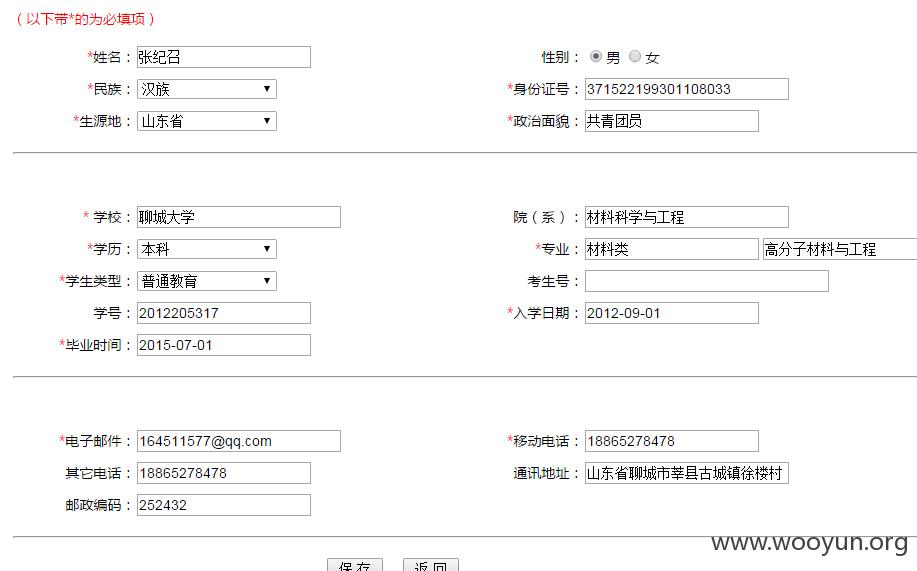 （以下带*的为必填项）
*姓名： 张纪召 性别： 男 女
*民族： 汉族 *身份证号： 371522199301108033
*生源地： 山东省 *政治面貌： 共青团员
* 学校： 聊城大学 院（系）： 材料科学与工程
*学历： 本科 *专业： 材料类 高分子材料与工程
*学生类型： 普通教育 考生号：
学号： 2012205317 *入学日期： 2012-09-01
*毕业时间： 2015-07-01
*电子邮件： 164511577@qq.com *移动电话： 18865278478
其它电话： 18865278478 通讯地址： 山东省聊城市莘县古城镇徐楼村
邮政编码： 252432
www.wooyun.org
保 存 返 回